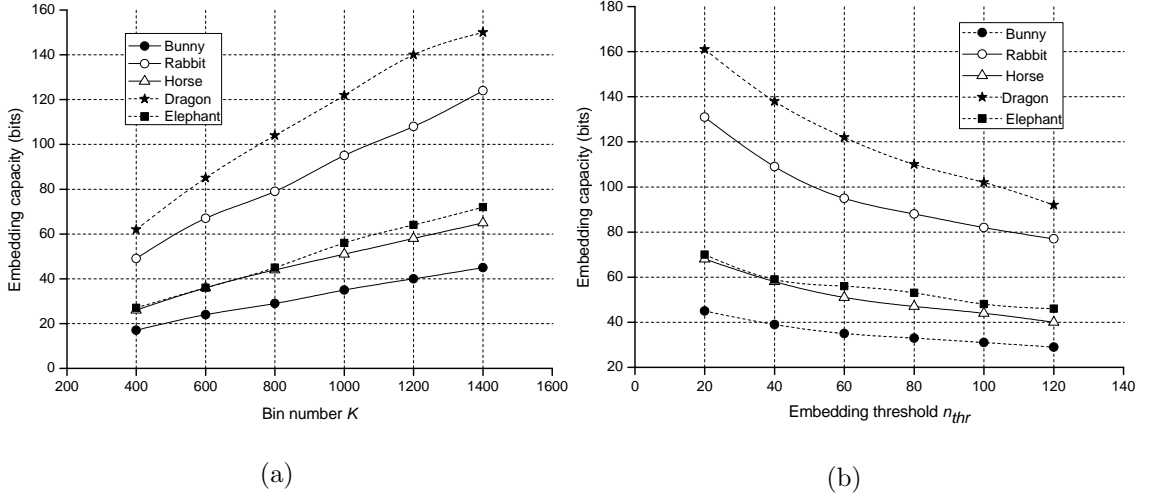 160
140
120
100
80
60
40
20
0
Embedding capacity (bits)
Bunny
Rabbit
Horse
Dragon
Elephant
200
400
600
800
1000
1200
1400
1600
Bin number K
(a)
180
160
140
120
100
80
60
40
20
Embedding capacity (bits)
Bunny
Rabbit
Horse
Dragon
Elephant
0
20
40
60
80
100
120
140
Embedding threshold n_thr
(b)